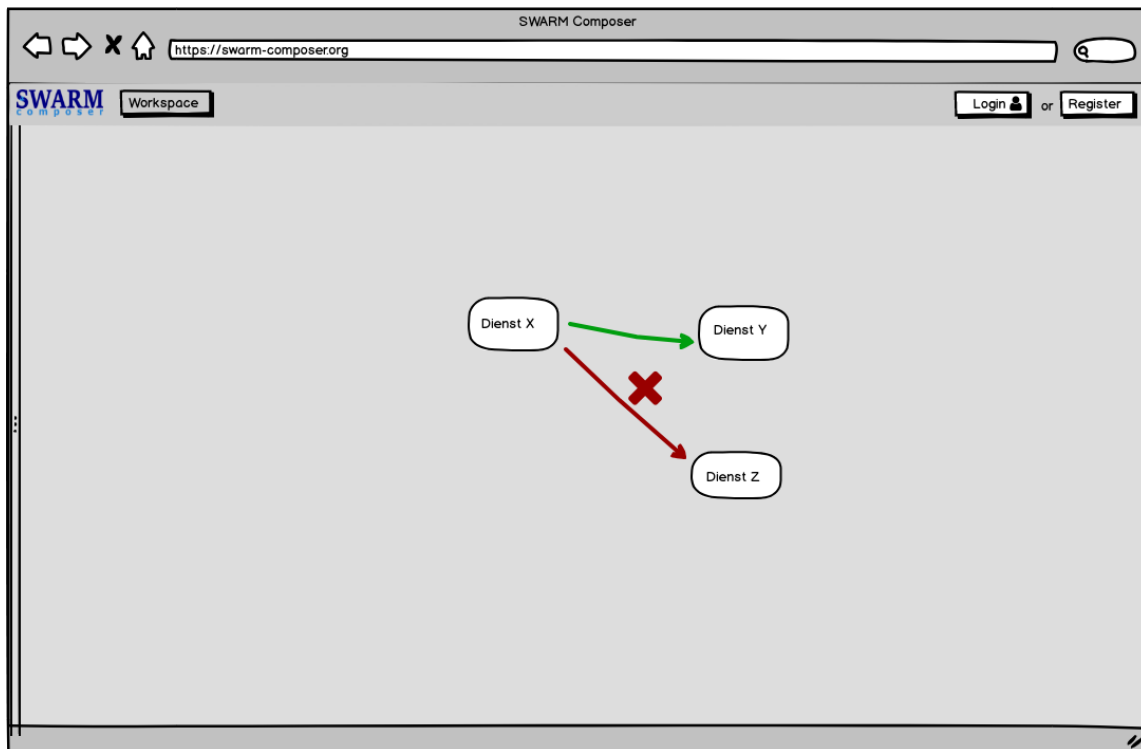 SWARM Composer
https://swarm-composer.org
SWARM
composer
Workspace
Login or Register
Dienst X
Dienst Y
Dienst Z